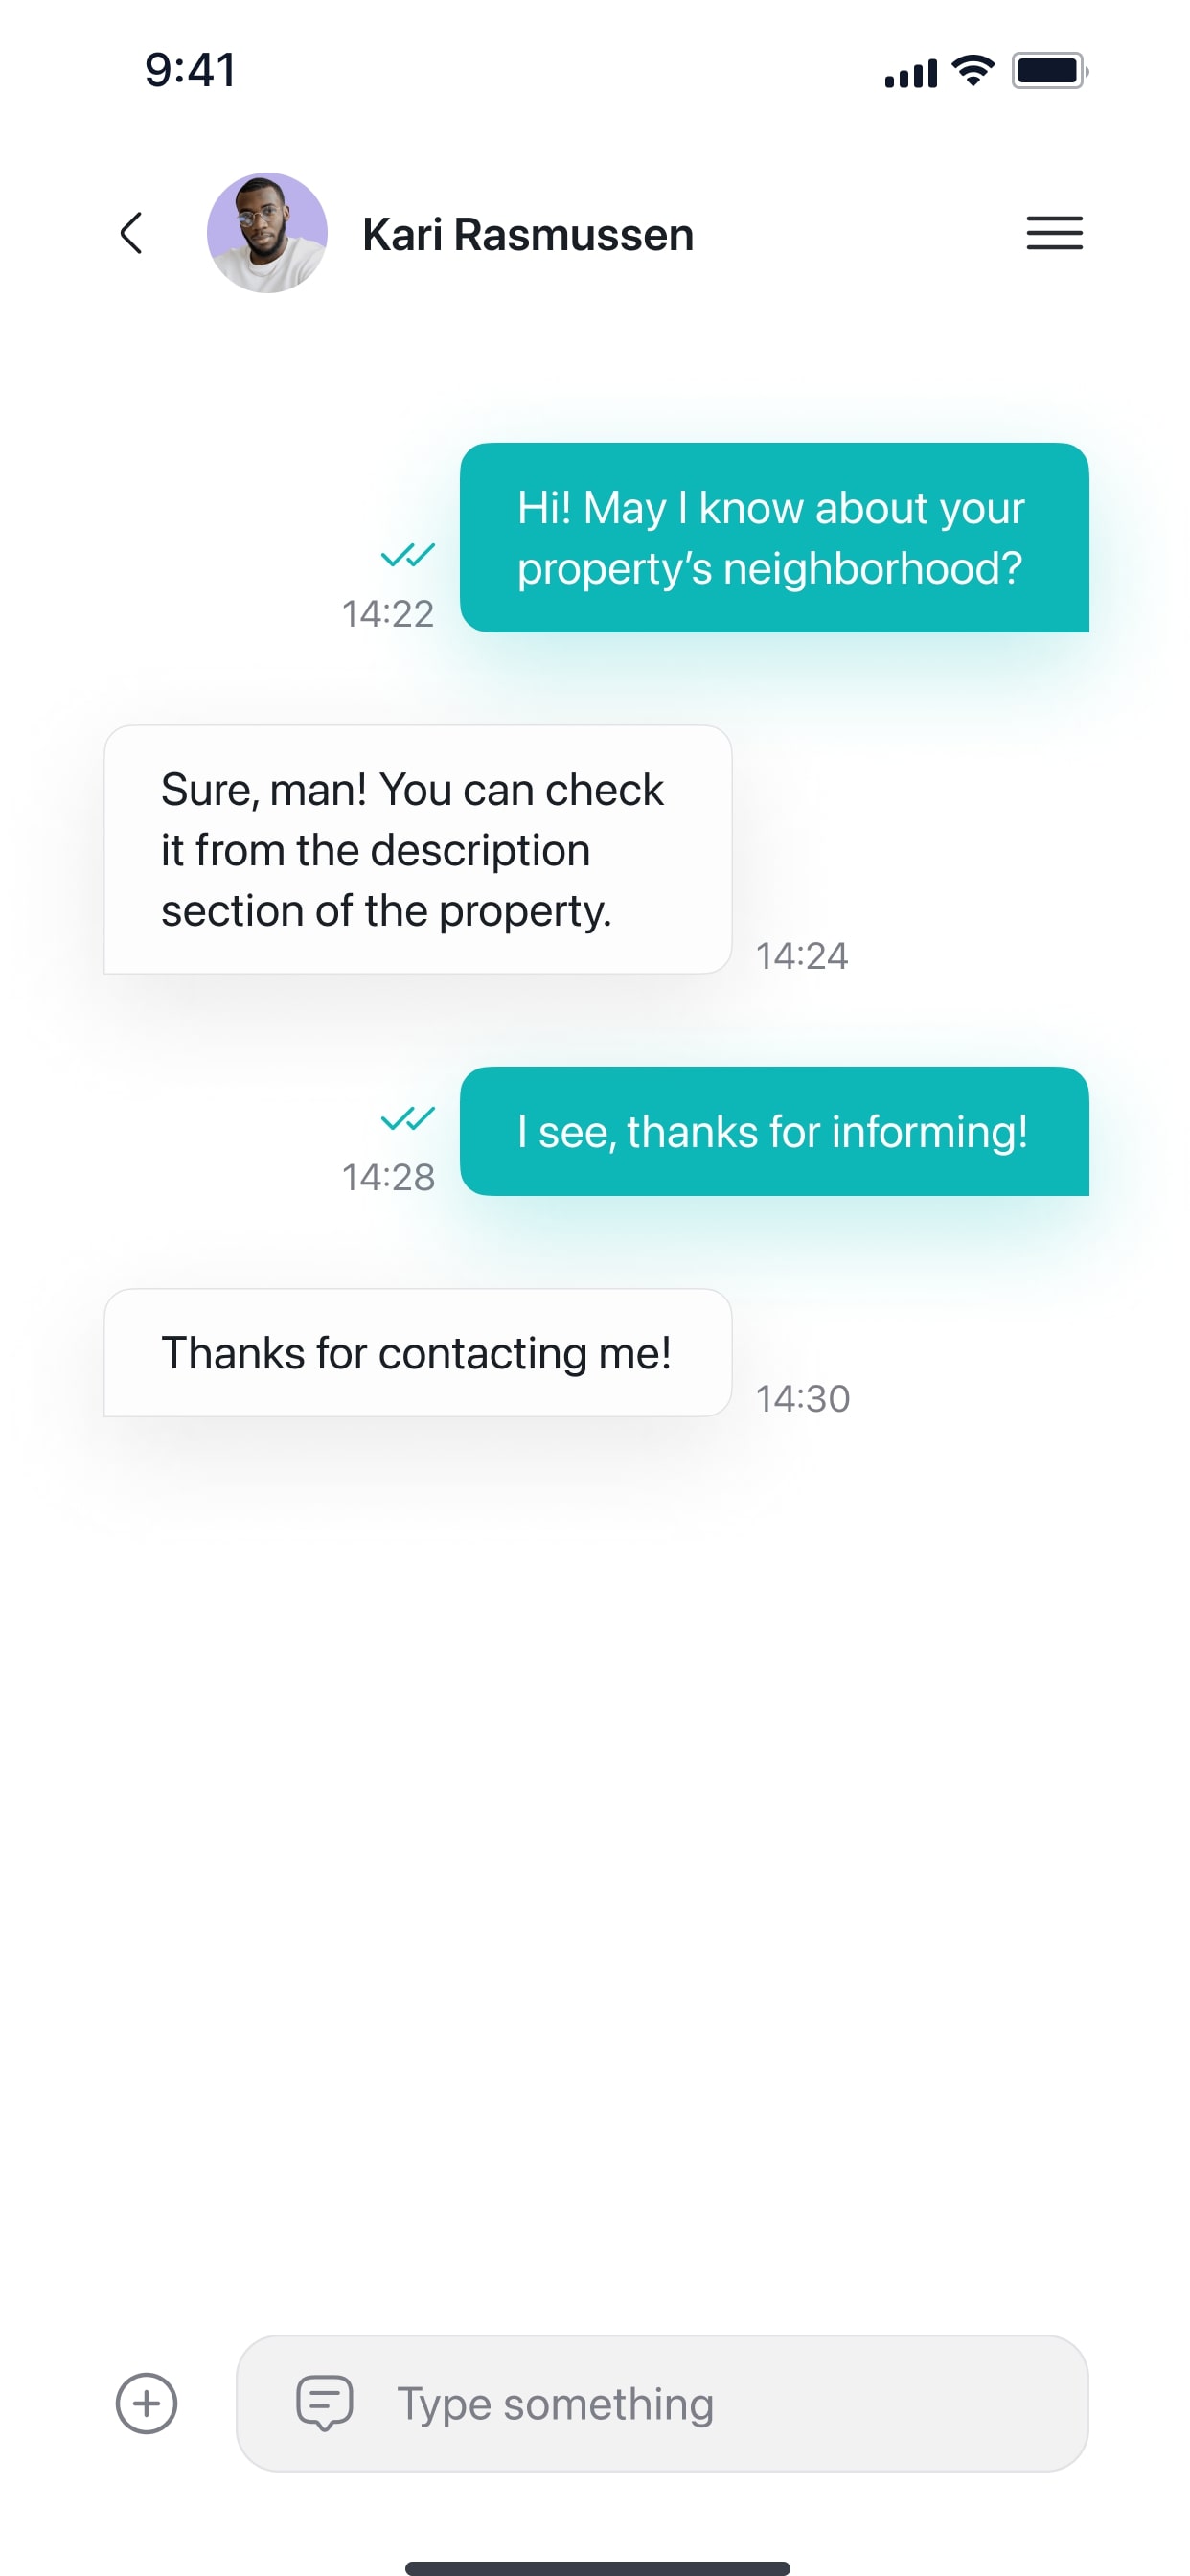 9:41
Kari Rasmussen
Hi! May I know about your
property’s neighborhood?
14:22
Sure, man! You can check
it from the description
section of the property.
14:24
I see, thanks for informing!
14:28
Thanks for contacting me!
14:30
Type something